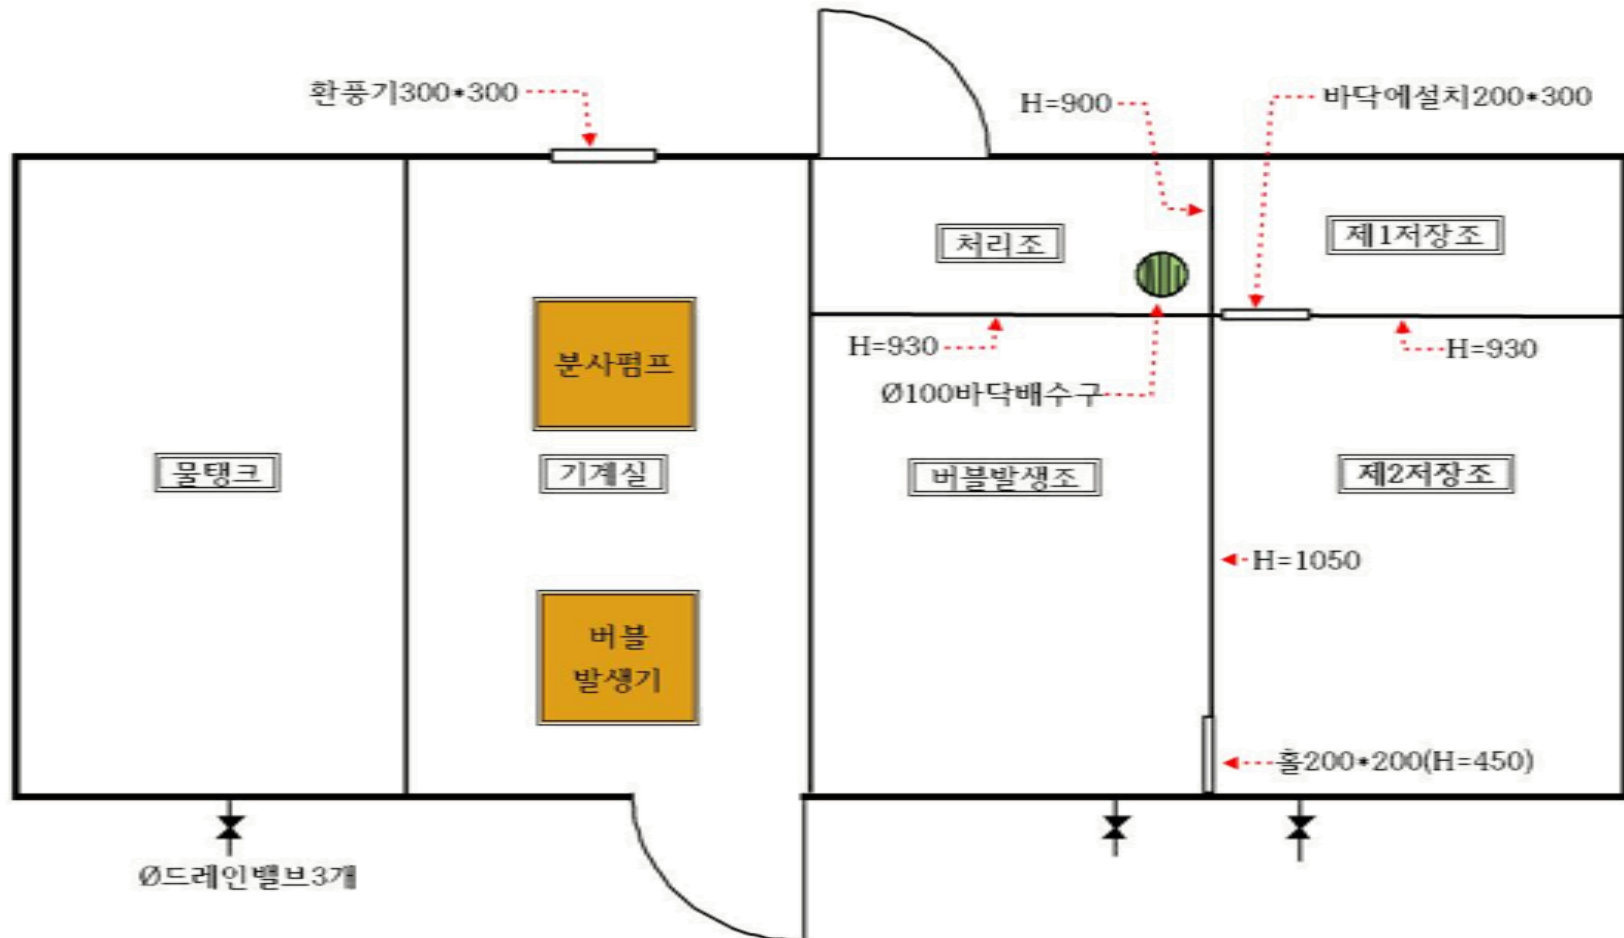 환풍기300*300
H=900
바닥에설치200*300
처리조
제1저장조
분사펌프
H=930
H=930
Ø100바닥배수구
물탱크
기계실
버블발생조
제2저장조
H=1050
버블
발생기
홀200*200(H=450)
Ø드레인밸브3개